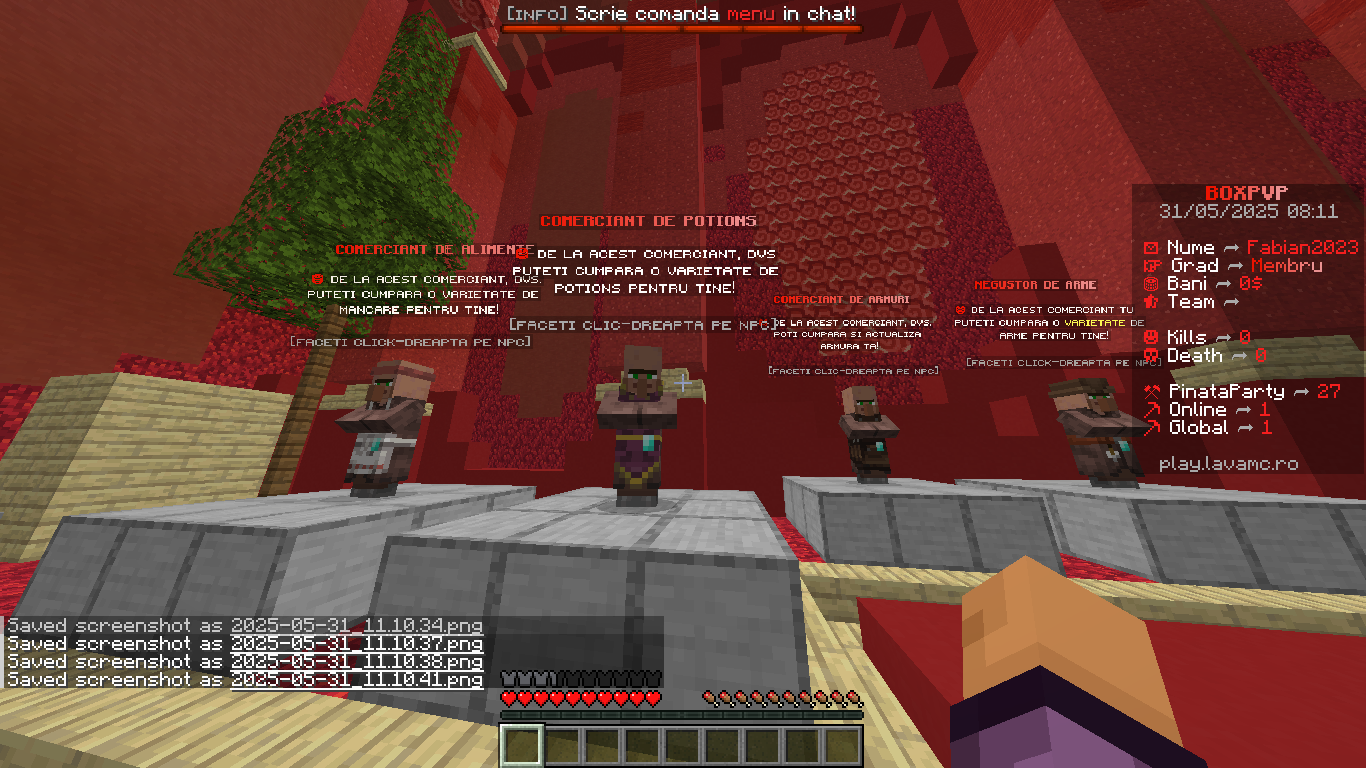 [INFO] Scrie comanda menu in chat!
COMERCIANT DE POTIONS
DE LA ACEST COMERCIANT, DVS
PUTETI CUMPARA O VARIETATE DE
POTIONS PENTRU TINE!
[FACETI CLIC-DREAPTA PE NPC]
COMERCIANT DE ALIMENTE
DE LA ACEST COMERCIANT, DVS.
PUTETI CUMPARA O VARIETATE DE
MANCARE PENTRU TINE!
[FACETI CLICK-DREAPTA PE NPC]
COMERCIANT DE ARMURI
DE LA ACEST COMERCIANT, DVS.
POTI CUMPARA SI ACTUALIZA
ARMURA TA!
[FACETI CLIC-DREAPTA PE NPC]
NEGUSTOR DE ARME
DE LA ACEST COMERCIANT TU
PUTETI CUMPARA O VARIETATE DE
ARME PENTRU TINE!
[FACETI CLICK-DREAPTA PE NPC]
BOXPVP
31/05/2025 08:11
Nume → Fabian2023
Grad → Membru
Bani → 0$
Team →
Kills → 0
Death → 0
PinataParty → 27
Online → 1
Global → 1
play.lavamc.ro
Saved screenshot as 2025-05-31_11.10.34.png
Saved screenshot as 2025-05-31_11.10.37.png
Saved screenshot as 2025-05-31_11.10.38.png
Saved screenshot as 2025-05-31_11.10.41.png